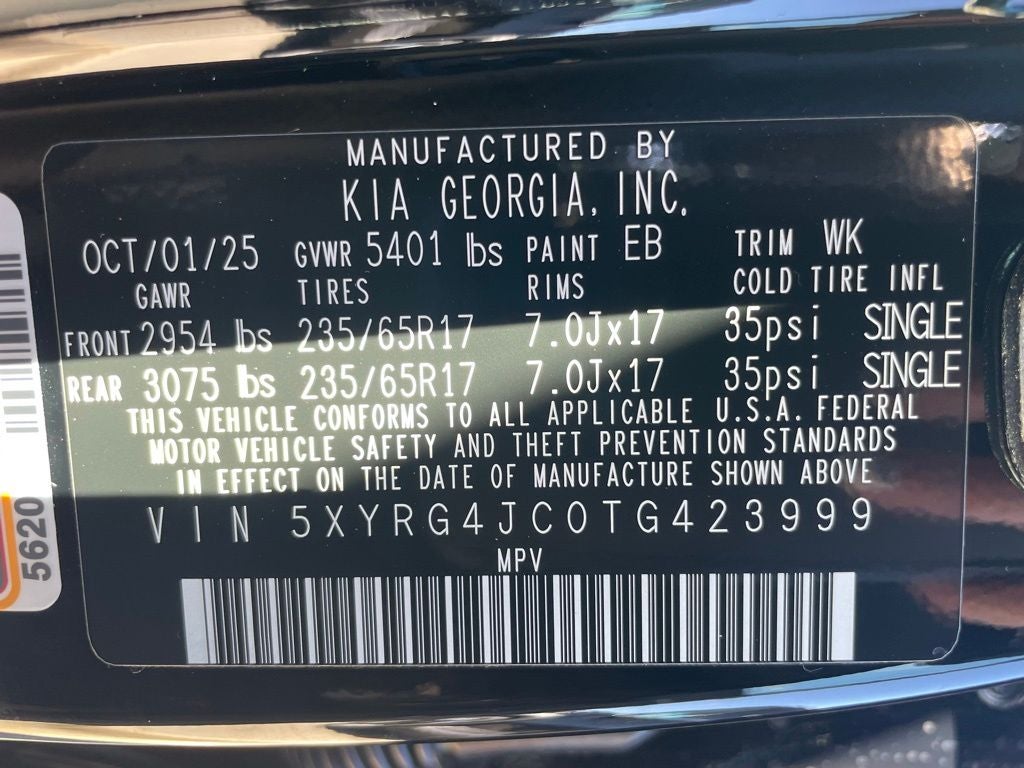 MANUFACTURED BY
KIA GEORGIA, INC.
OCT/01/25 GVWR 5401 lbs PAINT EB TRIM WK
GAWR TIRES RIMS COLD TIRE INFL
FRONT 2954 lbs 235/65R17 7.0Jx17 35psi SINGLE
REAR 3075 lbs 235/65R17 7.0Jx17 35psi SINGLE
THIS VEHICLE CONFORMS TO ALL APPLICABLE U.S.A. FEDERAL
MOTOR VEHICLE SAFETY AND THEFT PREVENTION STANDARDS
IN EFFECT ON THE DATE OF MANUFACTURE SHOWN ABOVE
VIN 5XYRG4JC0TG423999
MPV
5620